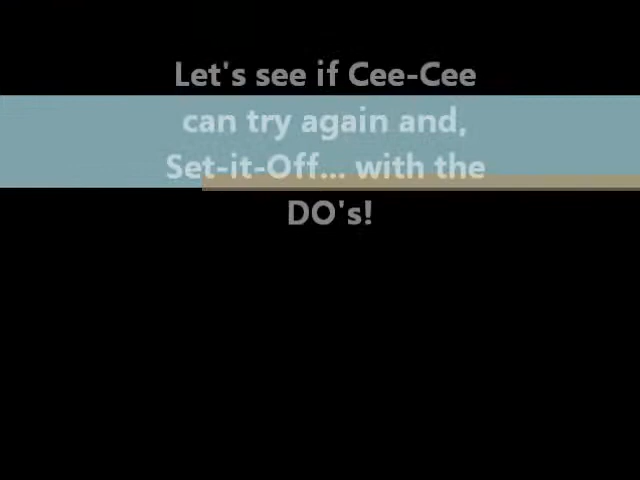 Let's see if Cee-Cee
can try again and,
Set-it-Off... with the
DO's!